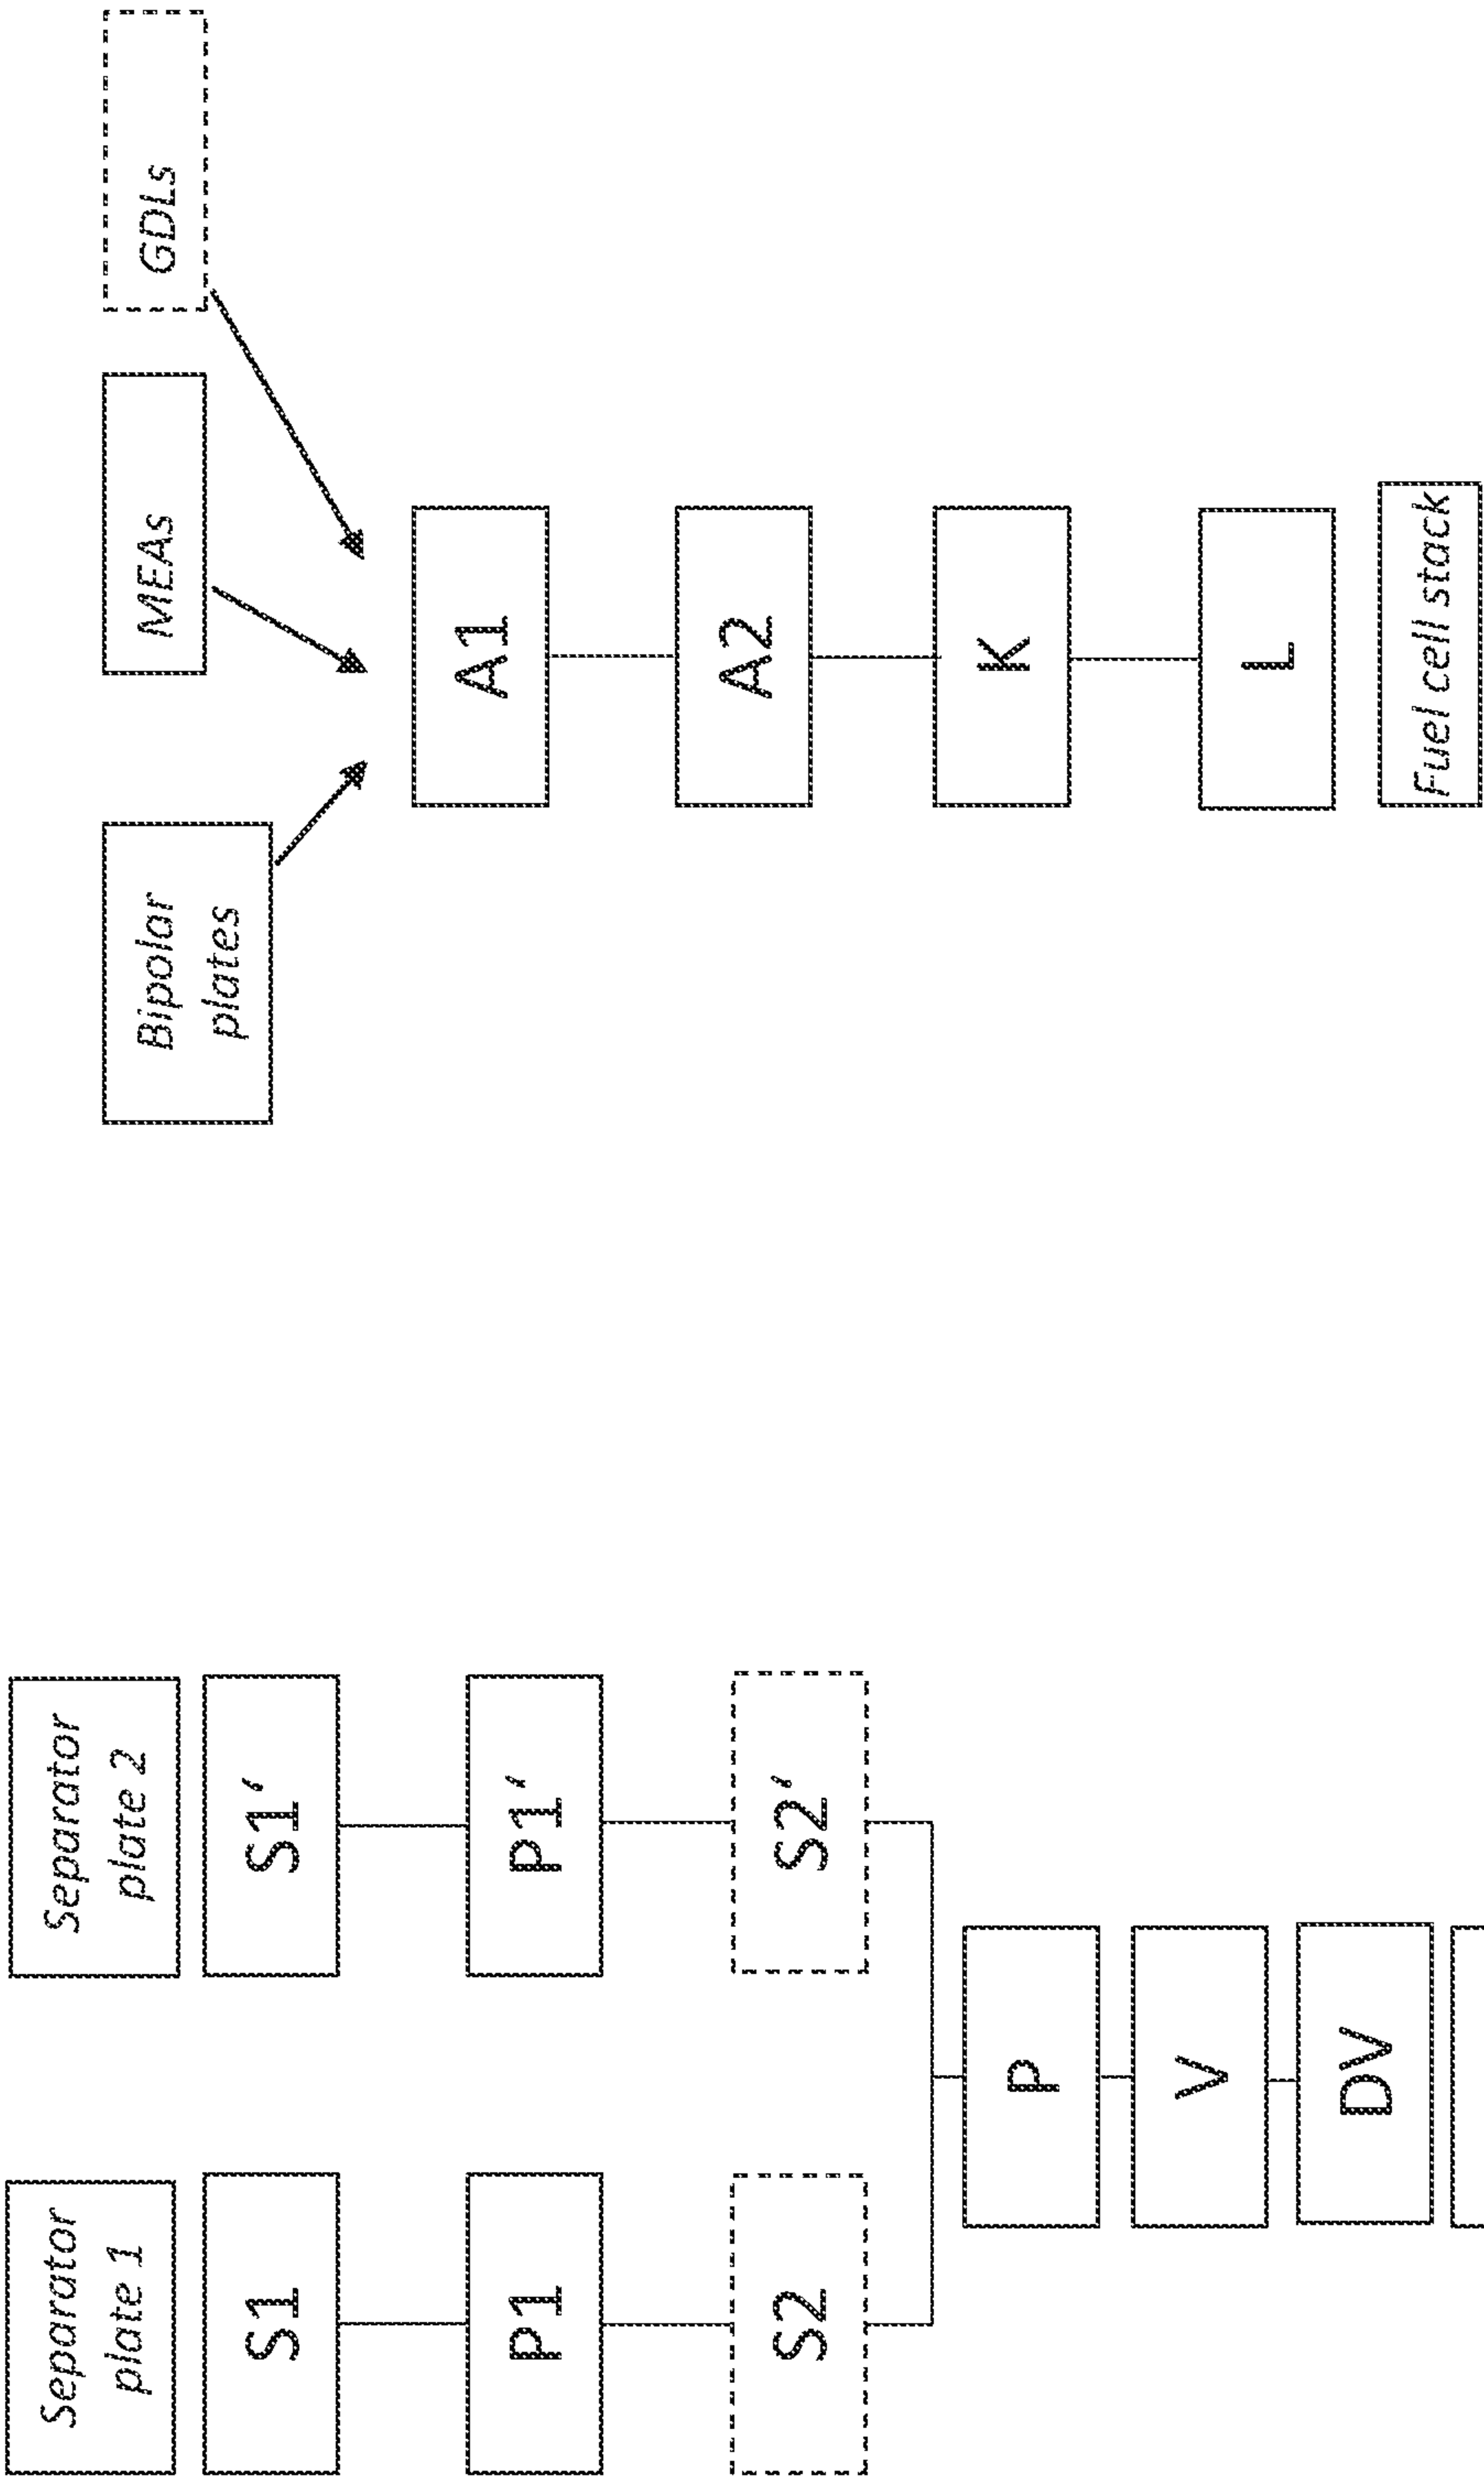 Separator
plate 1
S1
P1
S2
Separator
plate 2
S1'
P1'
S2'
P
V
DV
Bipolar
plates
MEAs
GDLs
A1
A2
K
L
Fuel cell stack